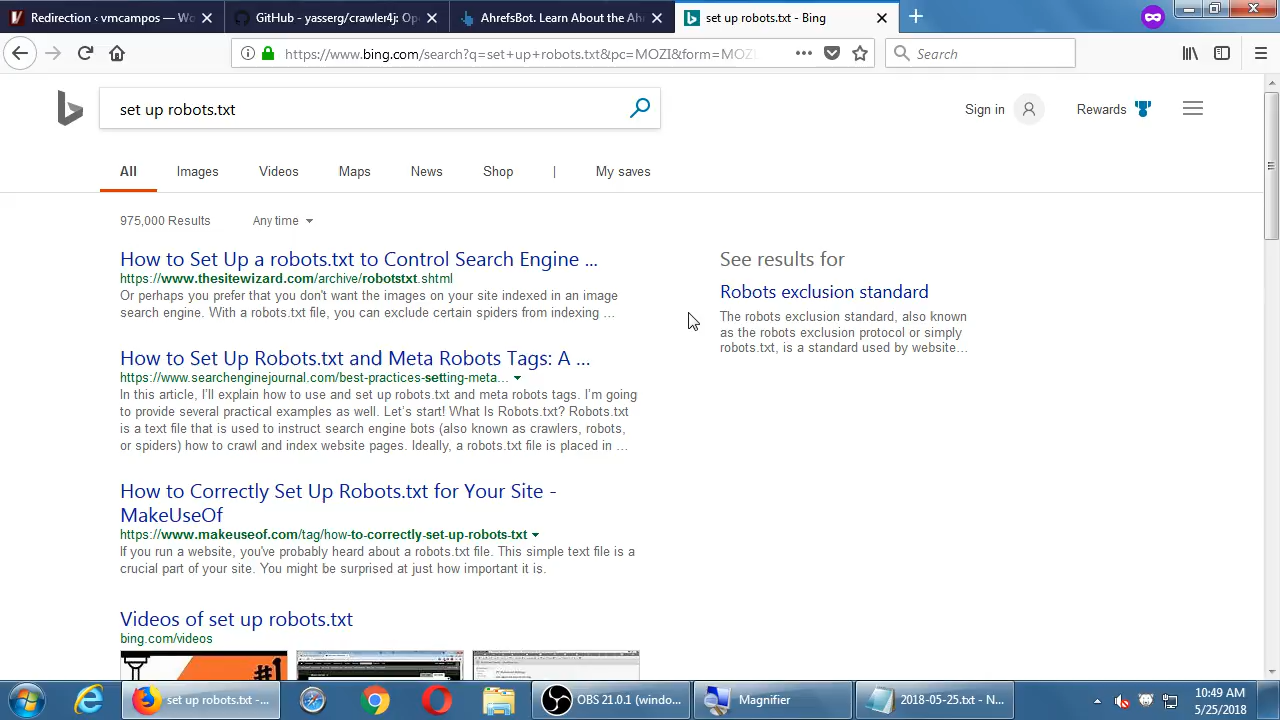 Redirection ‹ vmcampos — Wo
GitHub - yasserg/crawler4j: Op
AhrefsBot. Learn About the Ah
set up robots.txt - Bing
https://www.bing.com/search?q=set+up+robots.txt&pc=MOZI&form=MOZ
Search
set up robots.txt
Sign in
Rewards
All
Images
Videos
Maps
News
Shop
|
My saves
975,000 Results
Any time
How to Set Up a robots.txt to Control Search Engine ...
https://www.thesitewizard.com/archive/robotstxt.shtml
Or perhaps you prefer that you don't want the images on your site indexed in an image
search engine. With a robots.txt file, you can exclude certain spiders from indexing ...
How to Set Up Robots.txt and Meta Robots Tags: A ...
https://www.searchenginejournal.com/best-practices-setting-meta...
In this article, I'll explain how to use and set up robots.txt and meta robots tags. I'm going
to provide several practical examples as well. Let's start! What Is Robots.txt? Robots.txt
is a text file that is used to instruct search engine bots (also known as crawlers, robots,
or spiders) how to crawl and index website pages. Ideally, a robots.txt file is placed in ...
How to Correctly Set Up Robots.txt for Your Site -
MakeUseOf
https://www.makeuseof.com/tag/how-to-correctly-set-up-robots-txt
If you run a website, you've probably heard about a robots.txt file. This simple text file is a
crucial part of your site. You might be surprised at just how important it is.
Videos of set up robots.txt
bing.com/videos
#1
See results for
Robots exclusion standard
The robots exclusion standard, also known
as the robots exclusion protocol or simply
robots.txt, is a standard used by website...
set up robots.txt -...
OBS 21.0.1 (windo...
Magnifier
2018-05-25.txt - N...
10:49 AM
5/25/2018